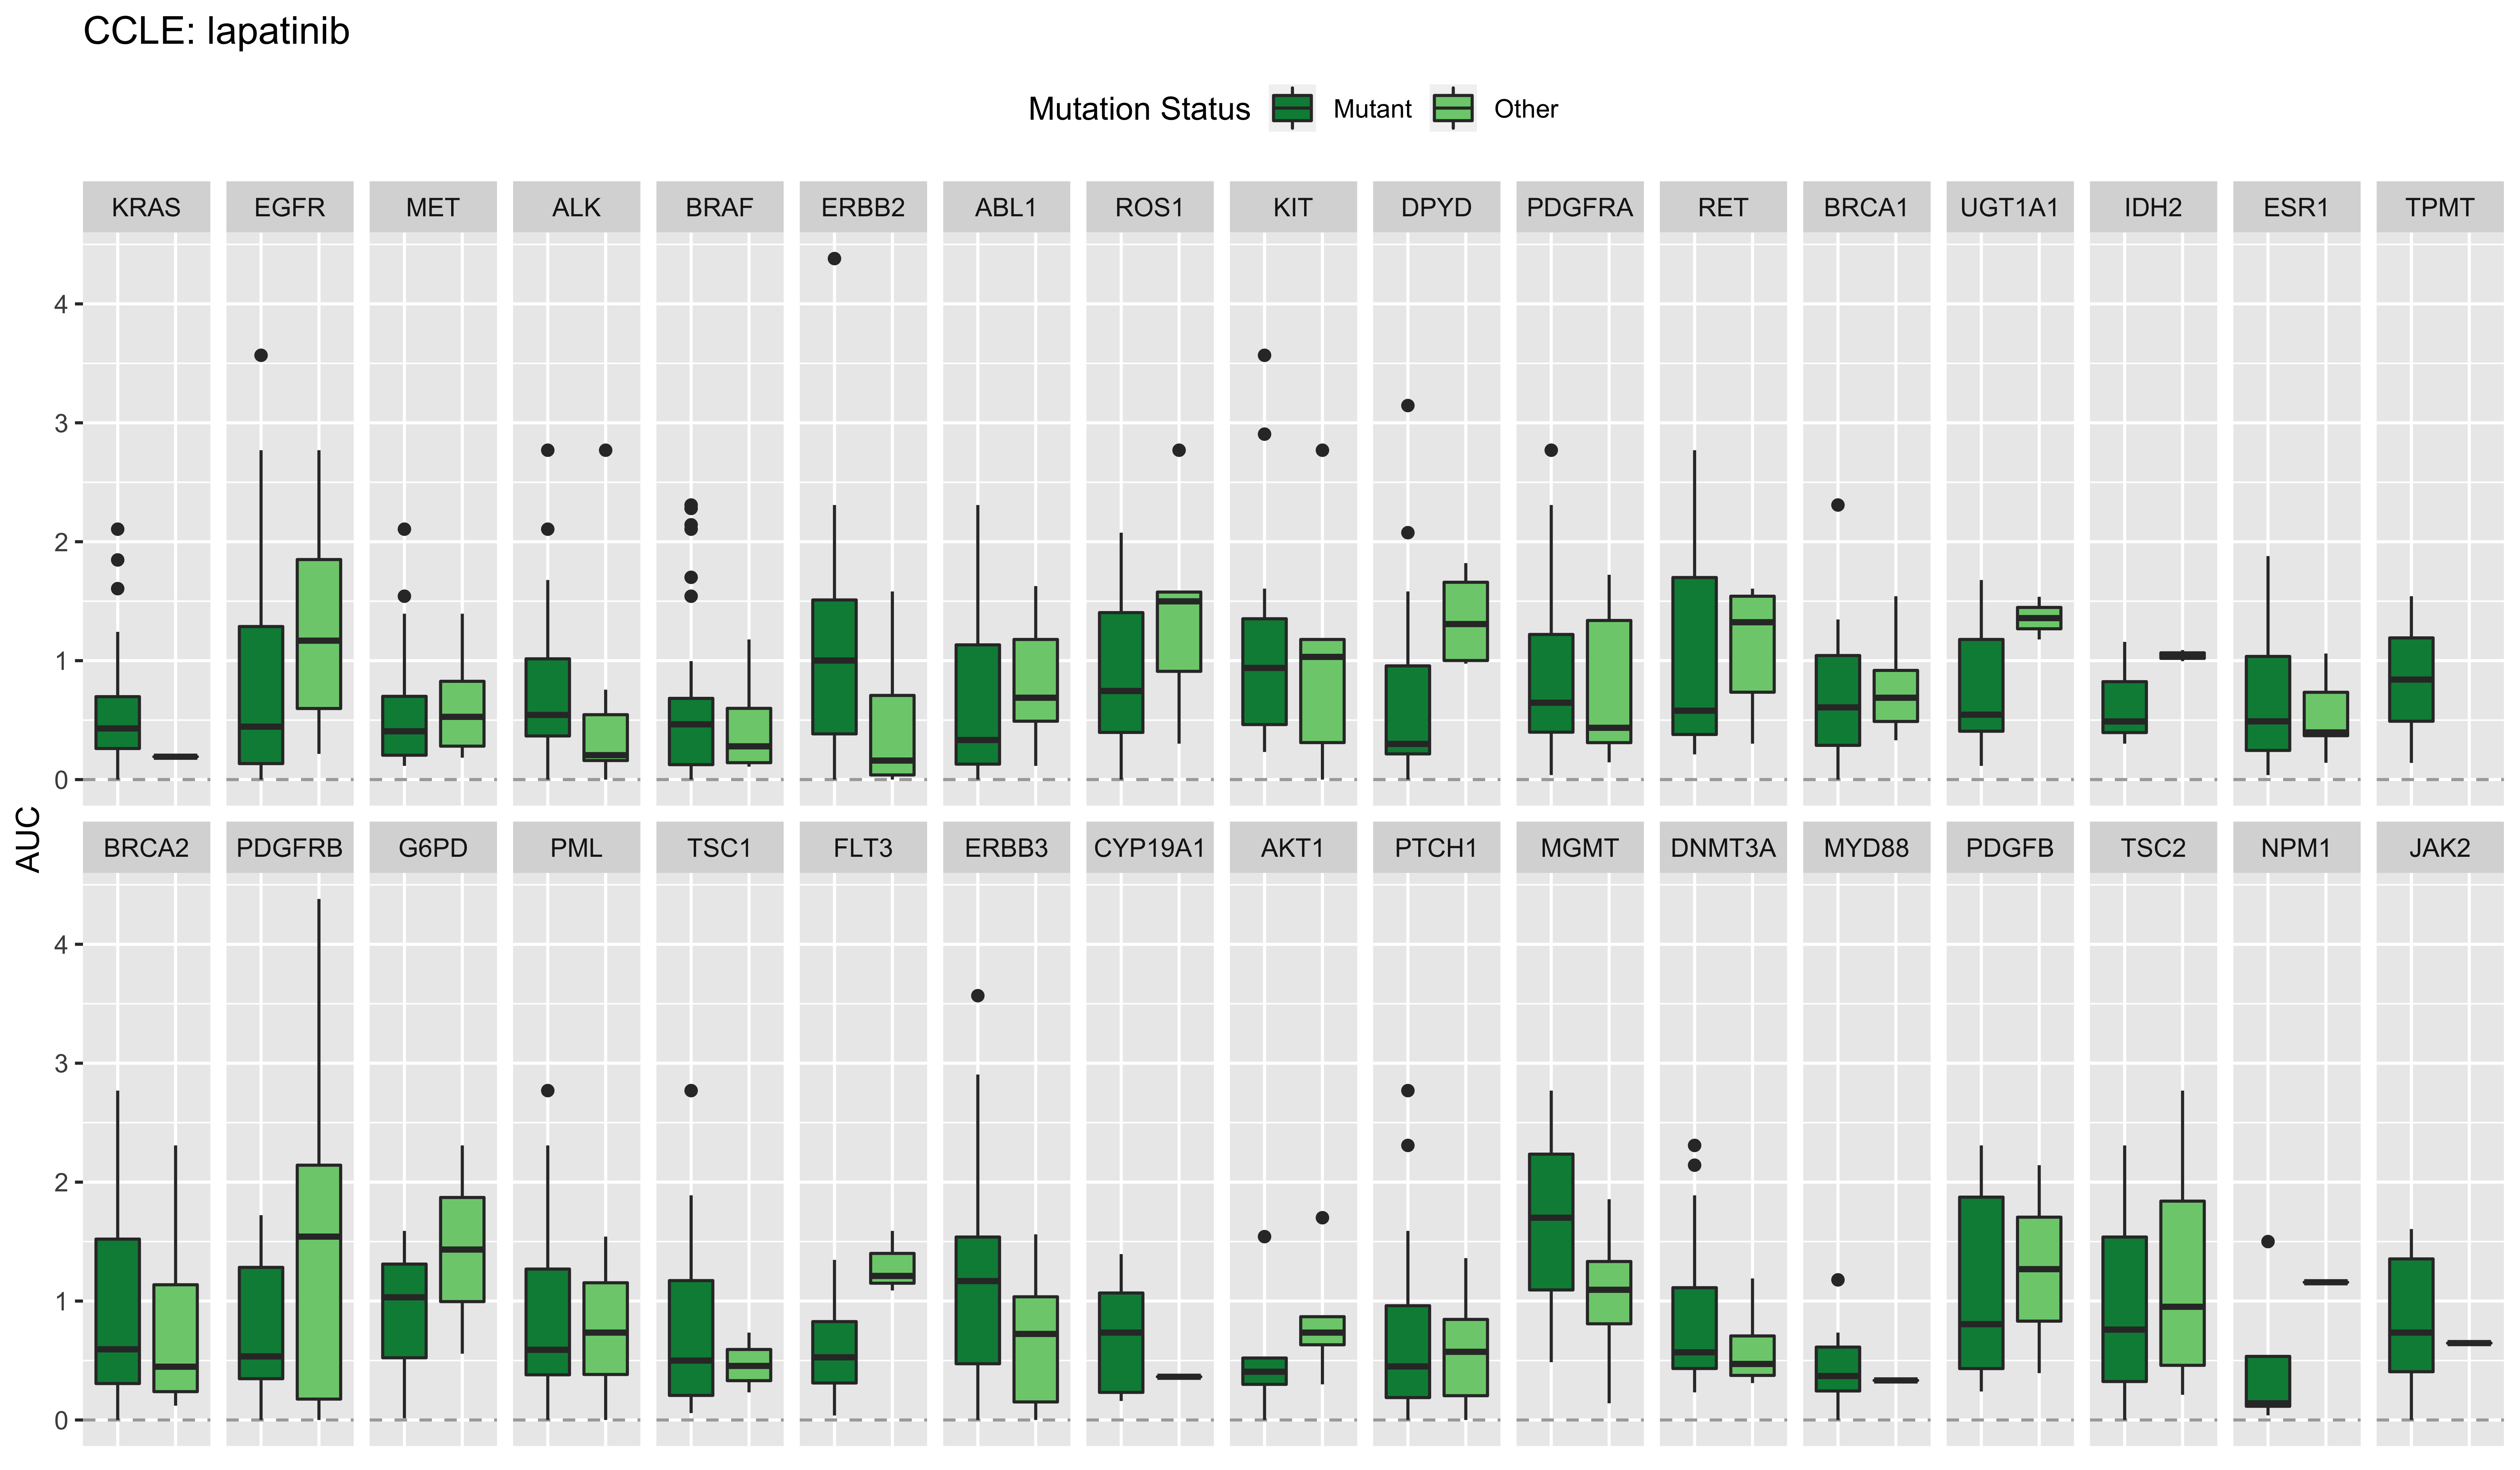 CCLE: lapatinib
Mutation Status Mutant Other
KRAS EGFR MET ALK BRAF ERBB2 ABL1 ROS1 KIT DPYD PDGFRA RET BRCA1 UGT1A1 IDH2 ESR1 TPMT
4
3
2
1
0
AUC
BRCA2 PDGFRB G6PD PML TSC1 FLT3 ERBB3 CYP19A1 AKT1 PTCH1 MGMT DNMT3A MYD88 PDGFB TSC2 NPM1 JAK2
4
3
2
1
0